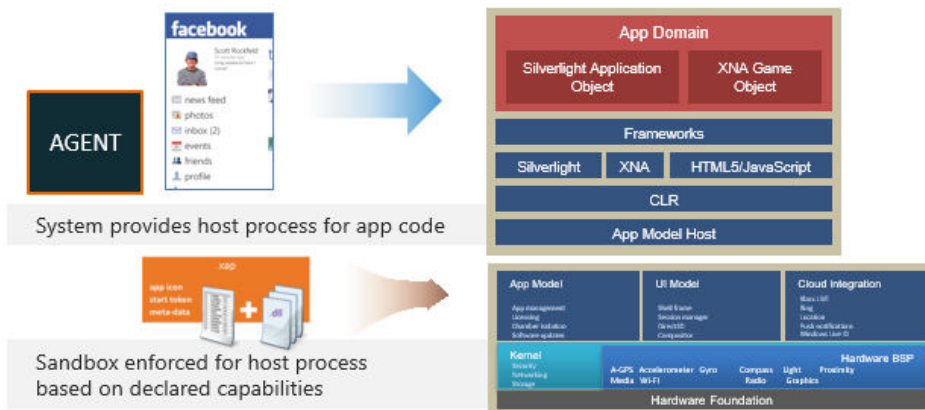 facebook
Scott Rockfeld
news feed
photos
inbox (2)
events
friends
profile
AGENT
System provides host process for app code
App Domain
Silverlight Application
Object
XNA Game
Object
Frameworks
Silverlight
XNA
HTML5/JavaScript
CLR
App Model Host
.xap
app icon
start token
meta-data
.dll
Sandbox enforced for host process
based on declared capabilities
App Model
App management
Licensing
Chamber isolation
Software updates
UI Model
Shell frame
Session manager
Direct3D
Compositor
Cloud Integration
Xbox LIVE
Bing
Location
Push notifications
Windows Live ID
Kernel
Security
Networking
Storage
Hardware BSP
A-GPS Accelerometer Gyro Compass Light Proximity
Media Wi-Fi Radio Graphics
Hardware Foundation